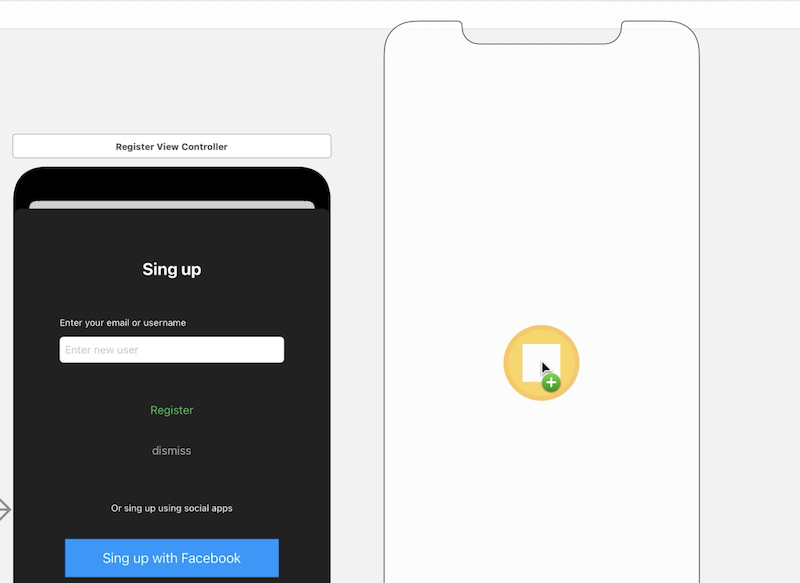 Register View Controller
Sing up
Enter your email or username
Enter new user
Register
dismiss
Or sing up using social apps
Sing up with Facebook